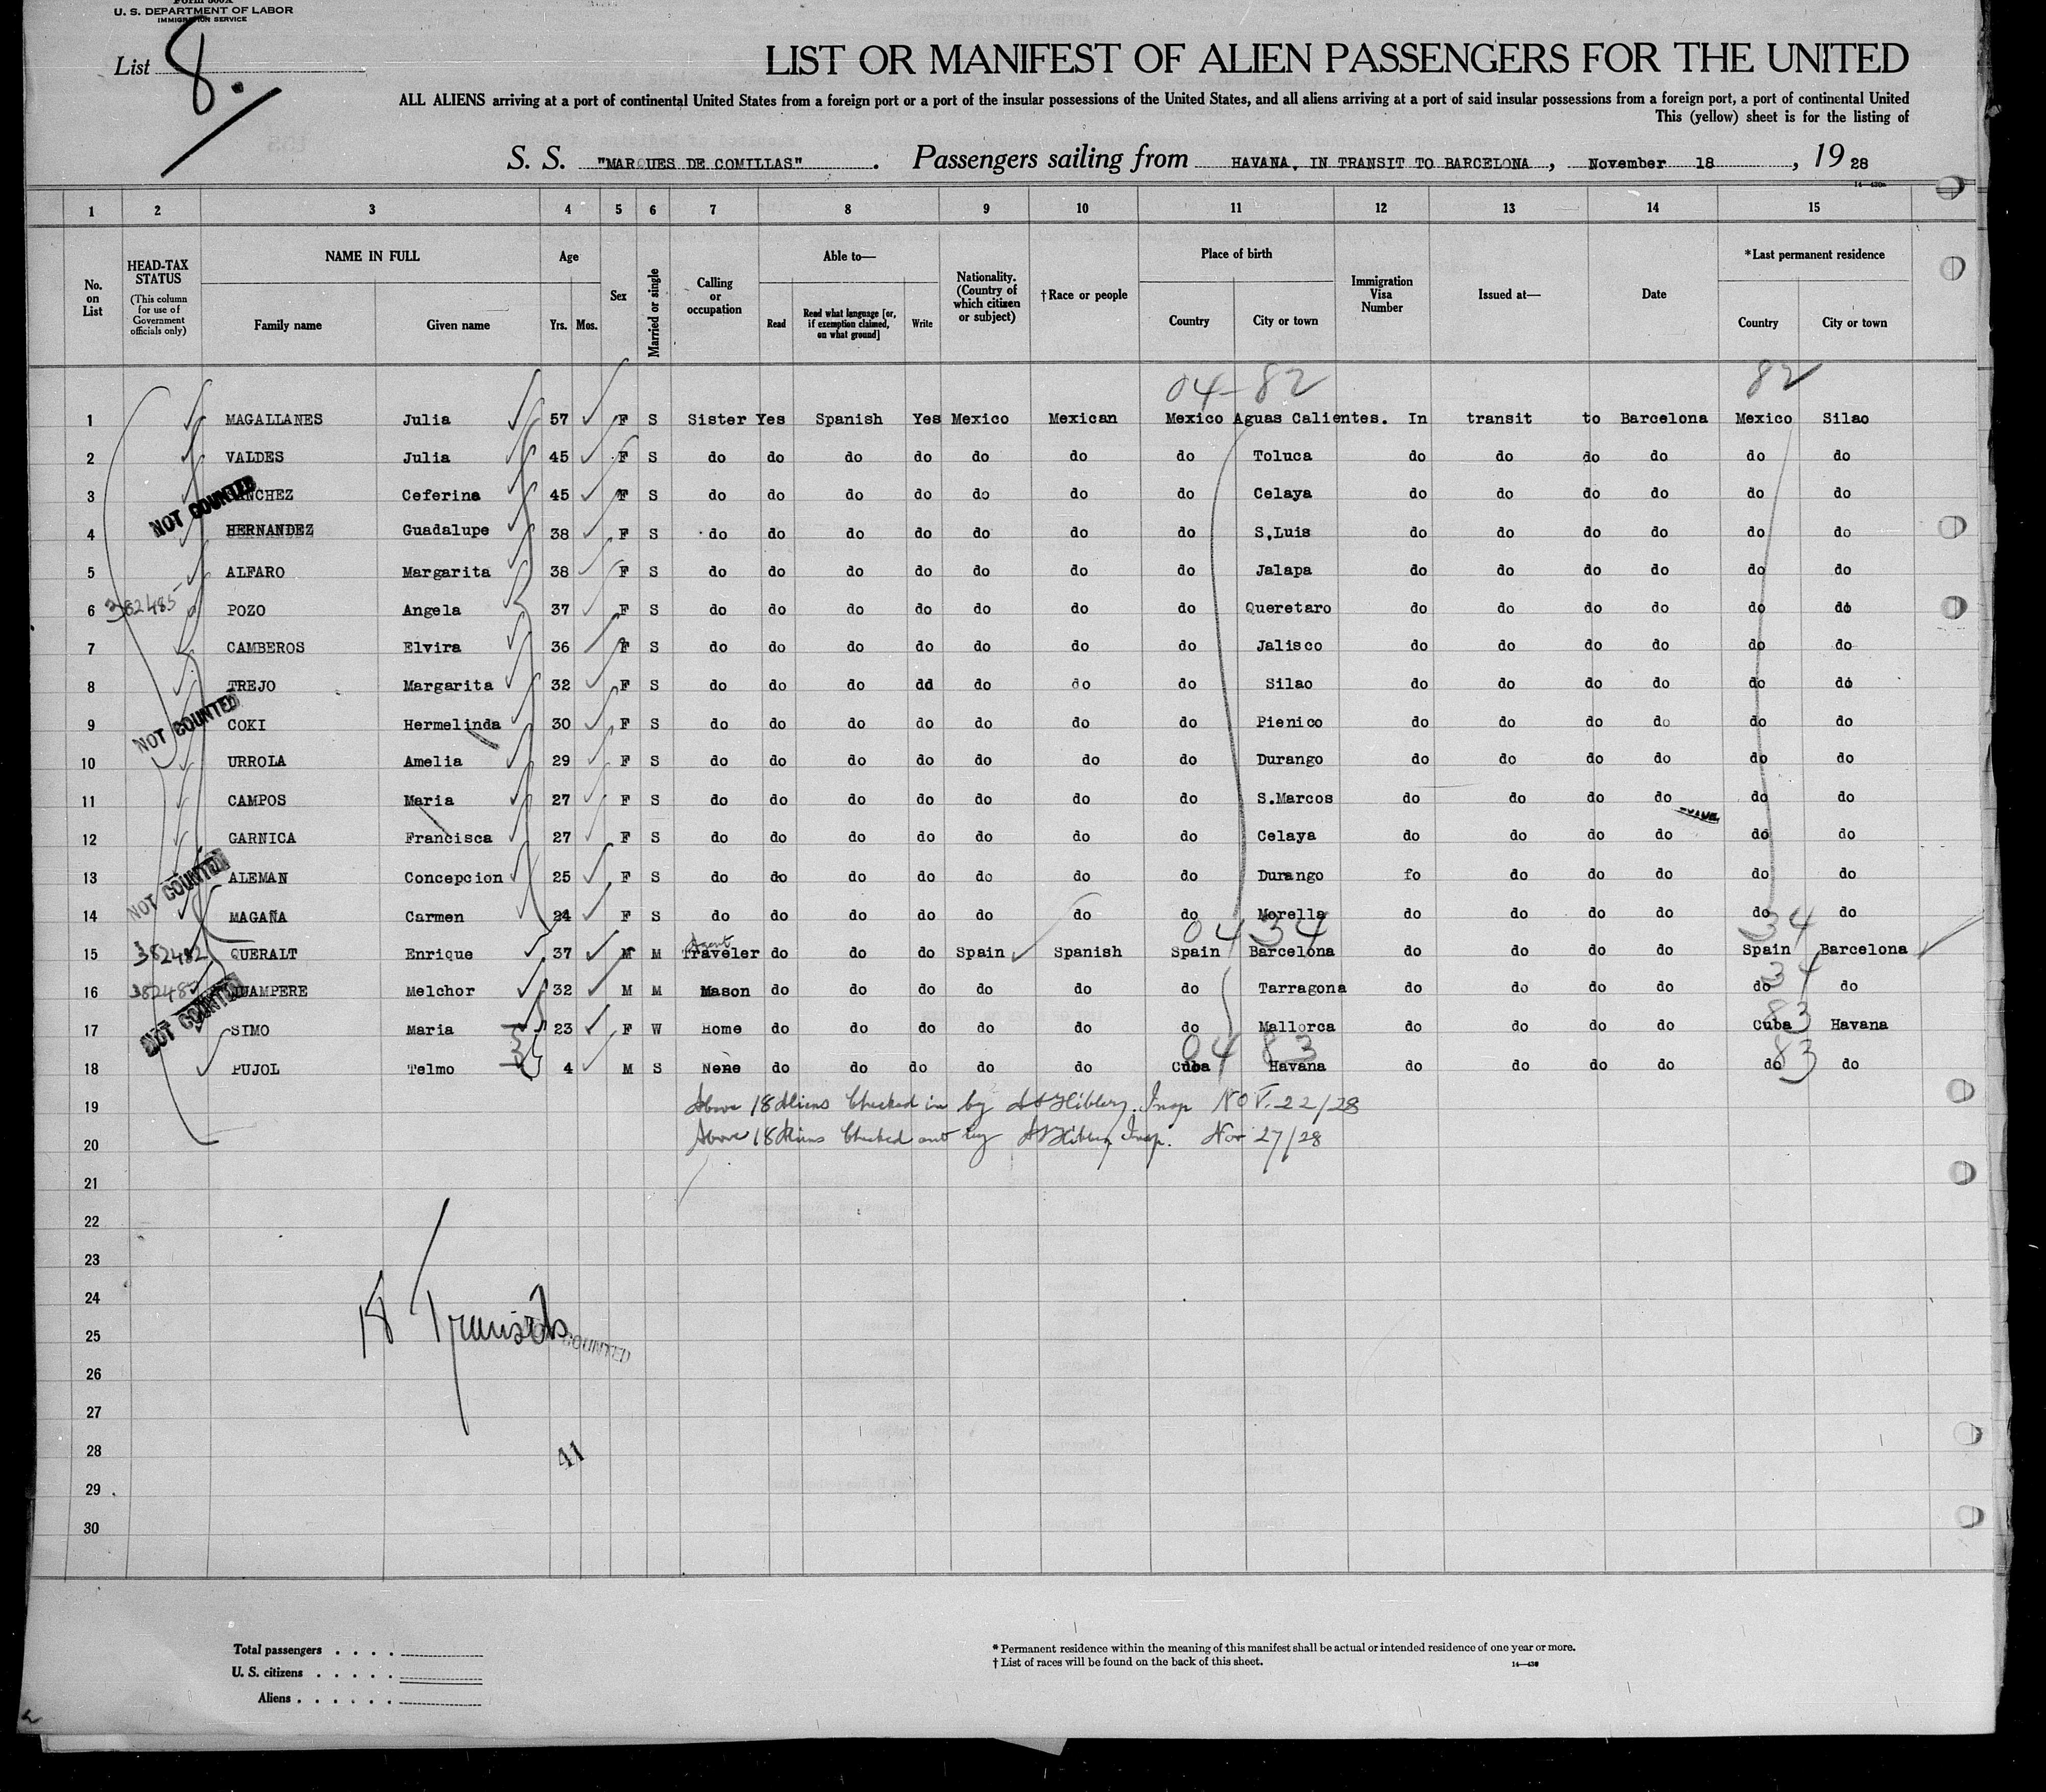 Form 500A
U. S. DEPARTMENT OF LABOR
IMMIGRATION SERVICE
List 8.
LIST OR MANIFEST OF ALIEN PASSENGERS FOR THE UNITED
ALL ALIENS arriving at a port of continental United States from a foreign port or a port of the insular possessions of the United States, and all aliens arriving at a port of said insular possessions from a foreign port, a port of continental United
This (yellow) sheet is for the listing of
S. S. "MARQUES DE COMILLAS". Passengers sailing from HAVANA, IN TRANSIT TO BARCELONA, November 18, 19 28
1 2 3 4 5 6 7 8 9 10 11 12 13 14 15
No. on List
HEAD-TAX STATUS (This column for use of Government officials only)
NAME IN FULL
Family name Given name
Age
Yrs. Mos.
Sex
Married or single
Calling or occupation
Able to—
Read
Read what language [or, if exemption claimed, on what ground]
Write
Nationality. (Country of which citizen or subject)
†Race or people
Place of birth
Country City or town
Immigration Visa Number
Issued at—
Date
*Last permanent residence
Country City or town
04-82 82
1 MAGALLANES Julia 57 F S Sister Yes Spanish Yes Mexico Mexican Mexico Aguas Calientes. In transit to Barcelona Mexico Silao
2 VALDES Julia 45 F S do do do do do do do Toluca do do do do do do
3 NCHEZ Ceferina 45 F S do do do do do do do Celaya do do do do do do
NOT COUNTED
4 HERNANDEZ Guadalupe 38 F S do do do do do do do S.Luis do do do do do do
5 ALFARO Margarita 38 F S do do do do do do do Jalapa do do do do do do
6 382485 POZO Angela 37 F S do do do do do do do Queretaro do do do do do do
7 CAMBEROS Elvira 36 F S do do do do do do do Jalisco do do do do do do
8 TREJO Margarita 32 F S do do do dd do do do Silao do do do do do do
NOT COUNTED
9 COKI Hermelinda 30 F S do do do do do do do Pienico do do do do do do
10 URROLA Amelia 29 F S do do do do do do do Durango do do do do do do
11 CAMPOS Maria 27 F S do do do do do do do S.Marcos do do do do do do
12 GARNICA Francisca 27 F S do do do do do do do Celaya do do do do do do
13 ALEMAN Concepcion 25 F S do do do do do do do Durango fo do do do do do
NOT COUNTED
14 MAGAÑA Carmen 24 F S do do do do do do do Morella do do do do do do
04 34 34
Agent
15 382482 QUERALT Enrique 37 M M Traveler do do do Spain Spanish Spain Barcelona do do do do Spain Barcelona
34
16 38248 JUAMPERE Melchor 32 M M Mason do do do do do do Tarragona do do do do do do
NOT COUNTED
83
17 SIMO Maria 23 F W Home do do do do do do Mallorca do do do do Cuba Havana
04 83 83
18 PUJOL Telmo 4 M S Nene do do do do do Cuba Havana do do do do do do
19 Above 18 Aliens Checked in by Insp NOV. 22/28
20 Above 18 Aliens Checked out by Insp. Nov 27/28
21
22
23
24
18 Transits
25
COUNTED
26
27
28
41
29
30
Total passengers . . . .
U. S. citizens . . . . .
Aliens . . . . . .
* Permanent residence within the meaning of this manifest shall be actual or intended residence of one year or more.
† List of races will be found on the back of this sheet.
14—430